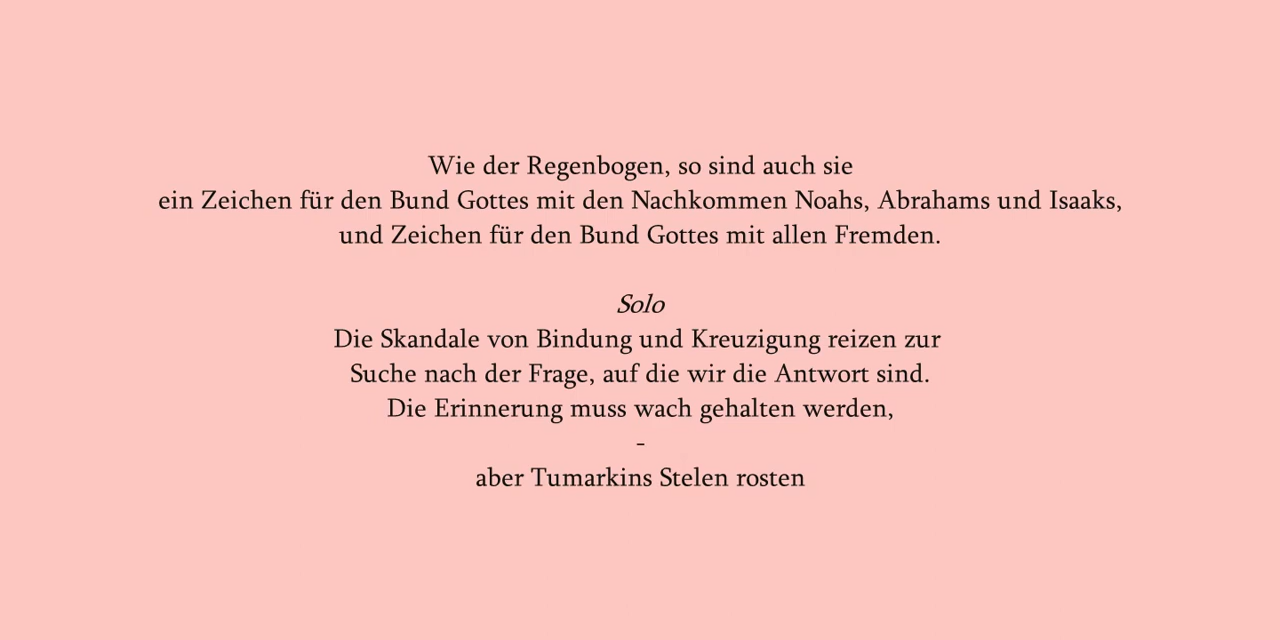 Wie der Regenbogen, so sind auch sie
ein Zeichen für den Bund Gottes mit den Nachkommen Noahs, Abrahams und Isaaks,
und Zeichen für den Bund Gottes mit allen Fremden.
Solo
Die Skandale von Bindung und Kreuzigung reizen zur
Suche nach der Frage, auf die wir die Antwort sind.
Die Erinnerung muss wach gehalten werden,
-
aber Tumarkins Stelen rosten